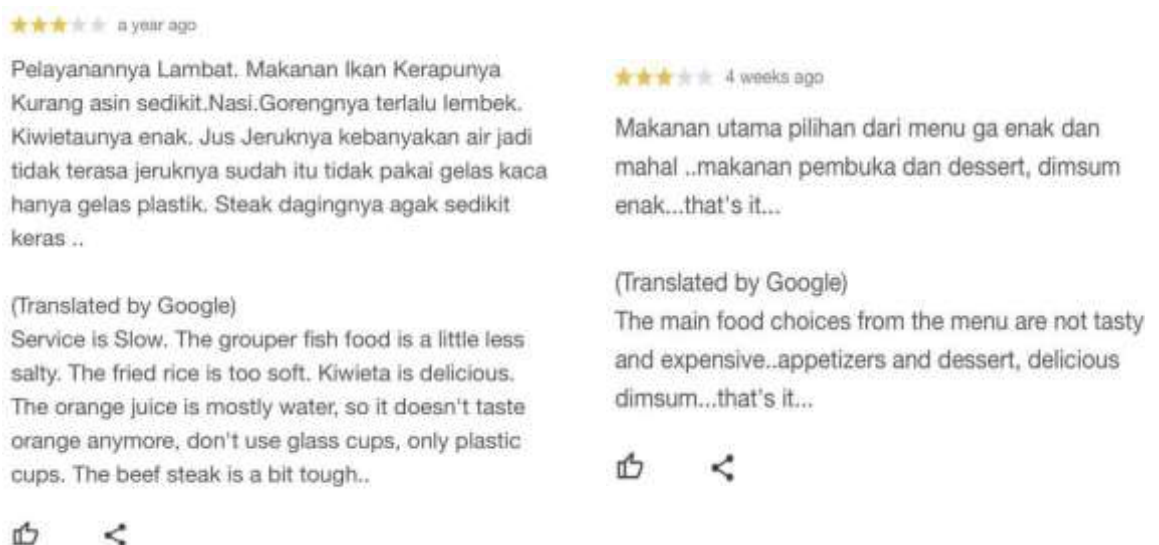 a year ago
Pelayanannya Lambat. Makanan Ikan Kerapunya
Kurang asin sedikit.Nasi.Gorengnya terlalu lembek.
Kiwietaunya enak. Jus Jeruknya kebanyakan air jadi
tidak terasa jeruknya sudah itu tidak pakai gelas kaca
hanya gelas plastik. Steak dagingnya agak sedikit
keras ..
(Translated by Google)
Service is Slow. The grouper fish food is a little less
salty. The fried rice is too soft. Kiwieta is delicious.
The orange juice is mostly water, so it doesn't taste
orange anymore, don't use glass cups, only plastic
cups. The beef steak is a bit tough..
4 weeks ago
Makanan utama pilihan dari menu ga enak dan
mahal ..makanan pembuka dan dessert, dimsum
enak...that's it...
(Translated by Google)
The main food choices from the menu are not tasty
and expensive..appetizers and dessert, delicious
dimsum...that's it...